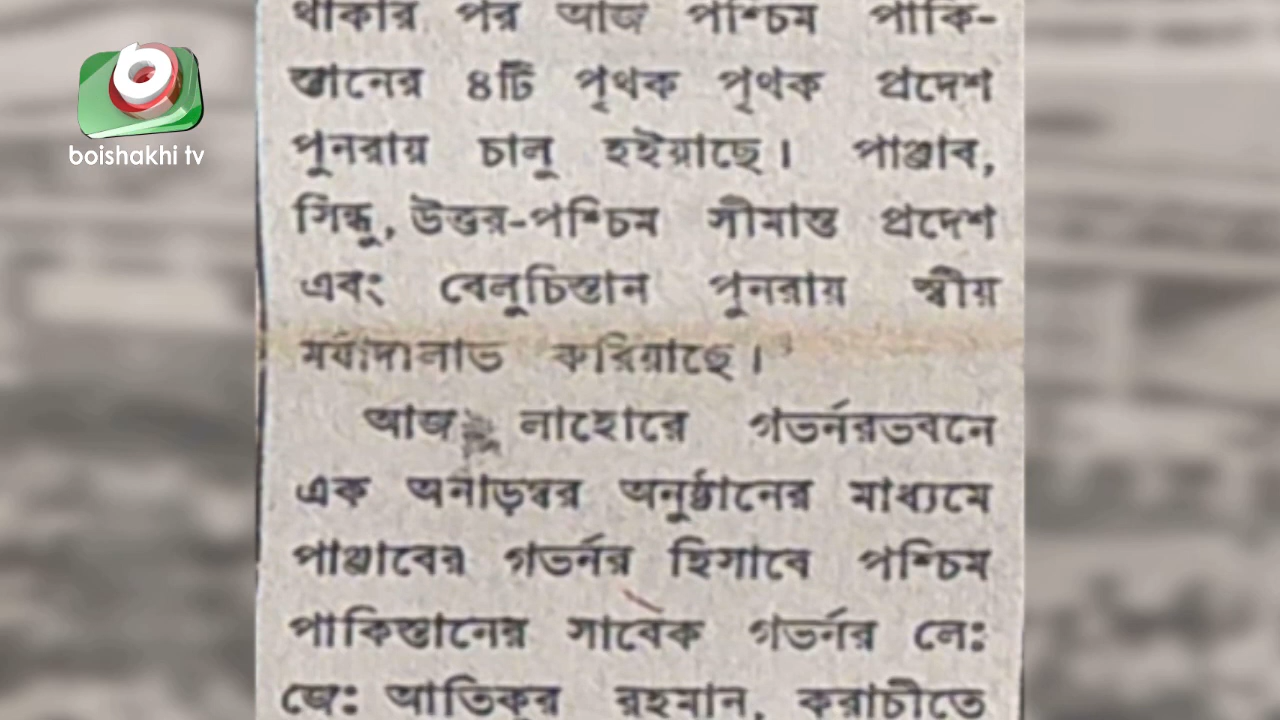 boishakhi tv
থাকার পর আজ পশ্চিম পাকি-
স্তানের ৪টি পৃথক পৃথক প্রদেশ
পুনরায় চালু হইয়াছে। পাঞ্জাব,
সিন্ধু, উত্তর-পশ্চিম সীমান্ত প্রদেশ
এবং বেলুচিস্তান পুনরায় স্বীয়
মর্যাদালাভ করিয়াছে।
আজ লাহোরে গভর্নরভবনে
এক অনাড়ম্বর অনুষ্ঠানের মাধ্যমে
পাঞ্জাবের গভর্নর হিসাবে পশ্চিম
পাকিস্তানের সাবেক গভর্নর লেঃ
জেঃ আতিকুর রহমান, করাচীতে